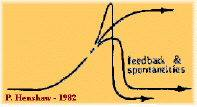 feedback &
spontaneities
P. Henshaw - 1982